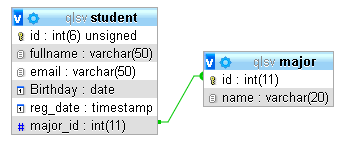 qlsv student
id : int(6) unsigned
fullname : varchar(50)
email : varchar(50)
Birthday : date
reg_date : timestamp
# major_id : int(11)
qlsv major
id : int(11)
name : varchar(20)